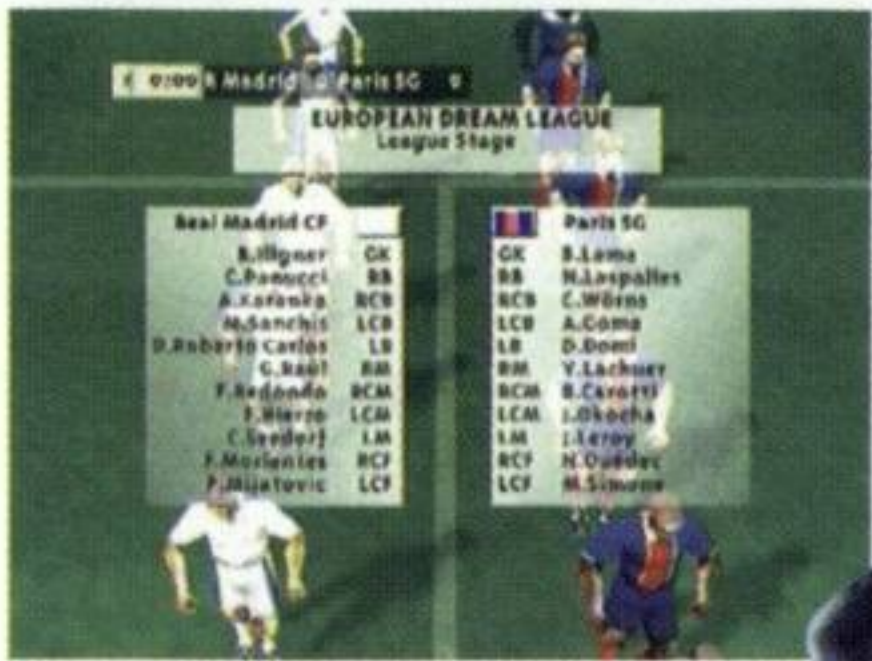 0:00 R Madrid 0 Paris SG 0
EUROPEAN DREAM LEAGUE
League Stage
Real Madrid CF
B.Illgner GK
C.Panucci RB
A.Karanka RCB
M.Sanchis LCB
D.Roberto Carlos LB
G.Raúl RM
F.Redondo RCM
F.Hierro LCM
C.Seedorf LM
F.Morientes RCF
P.Mijatovic LCF
Paris SG
GK B.Lama
RB N.Laspalles
RCB C.Wörns
LCB A.Goma
LB D.Domi
RM Y.Lachuer
RCM B.Carotti
LCM J.Okocha
LM J.Leroy
RCF N.Ouédec
LCF M.Simone